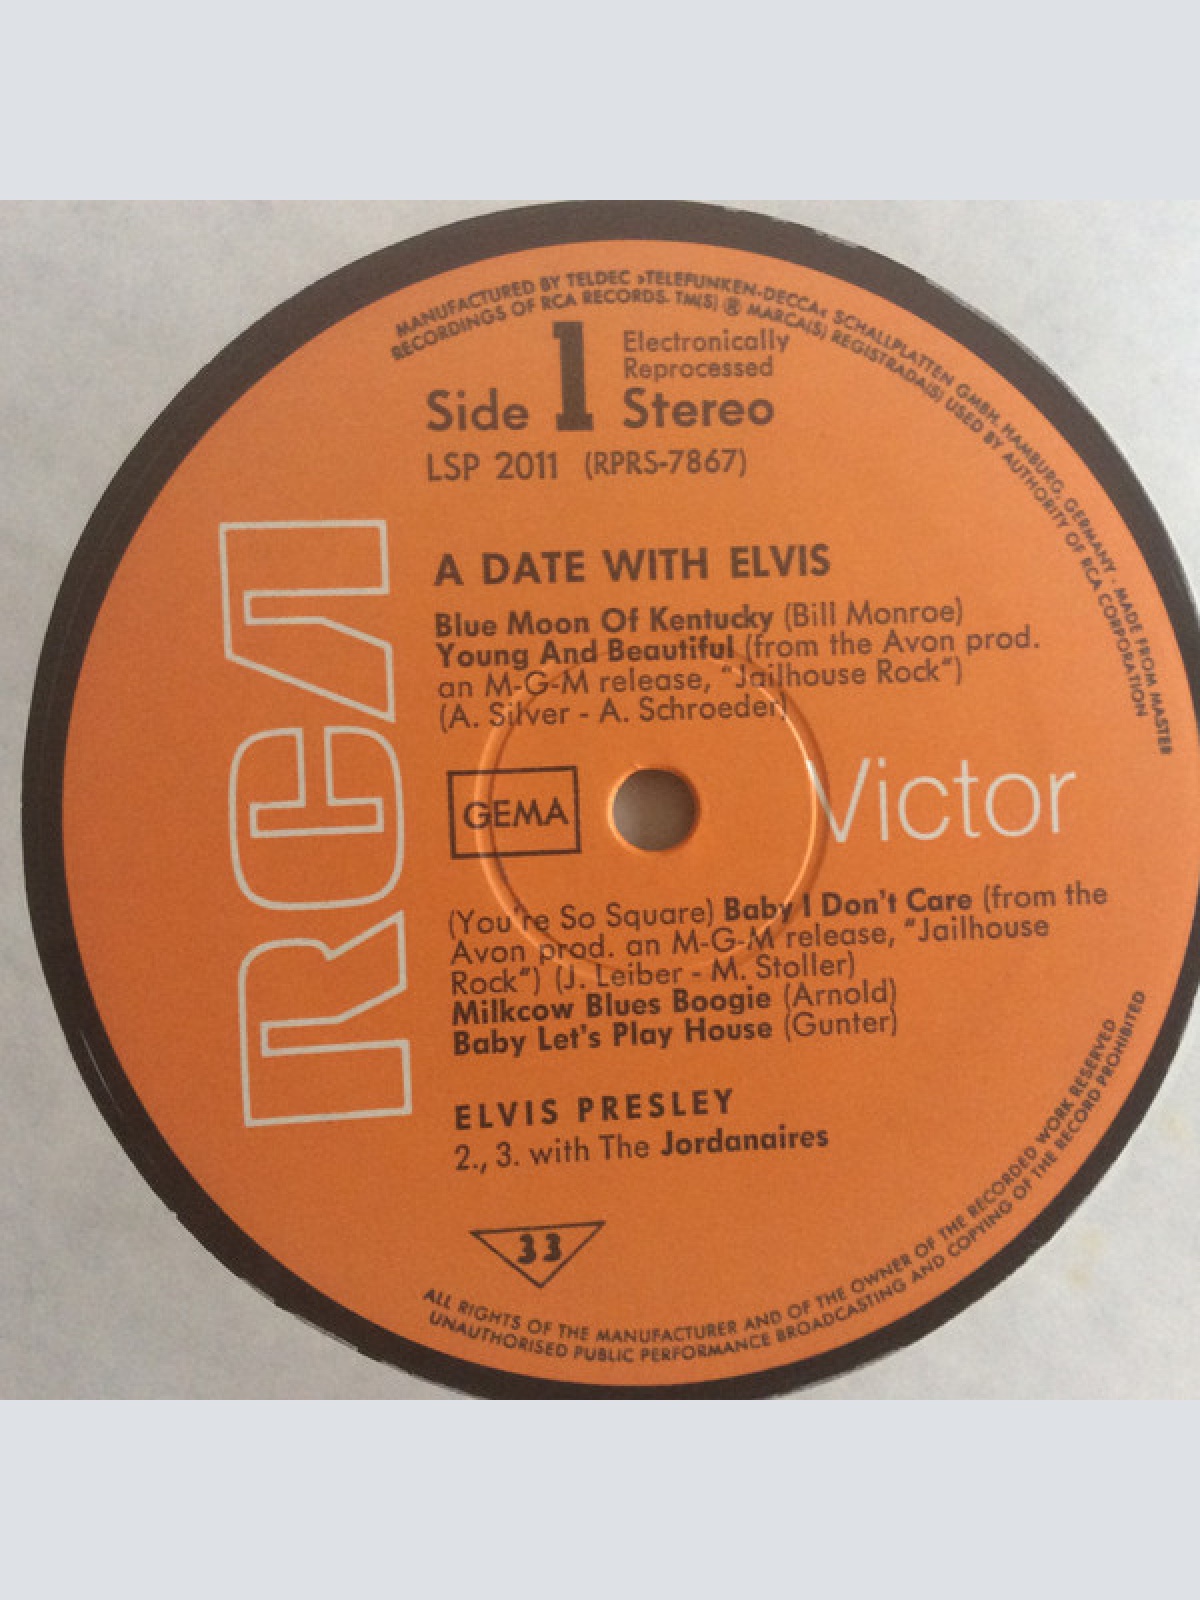 MANUFACTURED BY TELDEC »TELEFUNKEN-DECCA« SCHALLPLATTEN GMBH, HAMBURG, GERMANY · MADE FROM MASTER
RECORDINGS OF RCA RECORDS. TM(S) ® MARCA(S) REGISTRADA(S) USED BY AUTHORITY OF RCA CORPORATION
Side 1 Electronically
Reprocessed
Stereo
LSP 2011 (RPRS-7867)
A DATE WITH ELVIS
Blue Moon Of Kentucky (Bill Monroe)
Young And Beautiful (from the Avon prod.
an M-G-M release, "Jailhouse Rock")
(A. Silver - A. Schroeder)
RCA
GEMA
Victor
(You're So Square) Baby I Don't Care (from the
Avon prod. an M-G-M release, "Jailhouse
Rock") (J. Leiber - M. Stoller)
Milkcow Blues Boogie (Arnold)
Baby Let's Play House (Gunter)
ELVIS PRESLEY
2., 3. with The Jordanaires
33
ALL RIGHTS OF THE MANUFACTURER AND OF THE OWNER OF THE RECORDED WORK RESERVED
UNAUTHORISED PUBLIC PERFORMANCE BROADCASTING AND COPYING OF THE RECORD PROHIBITED